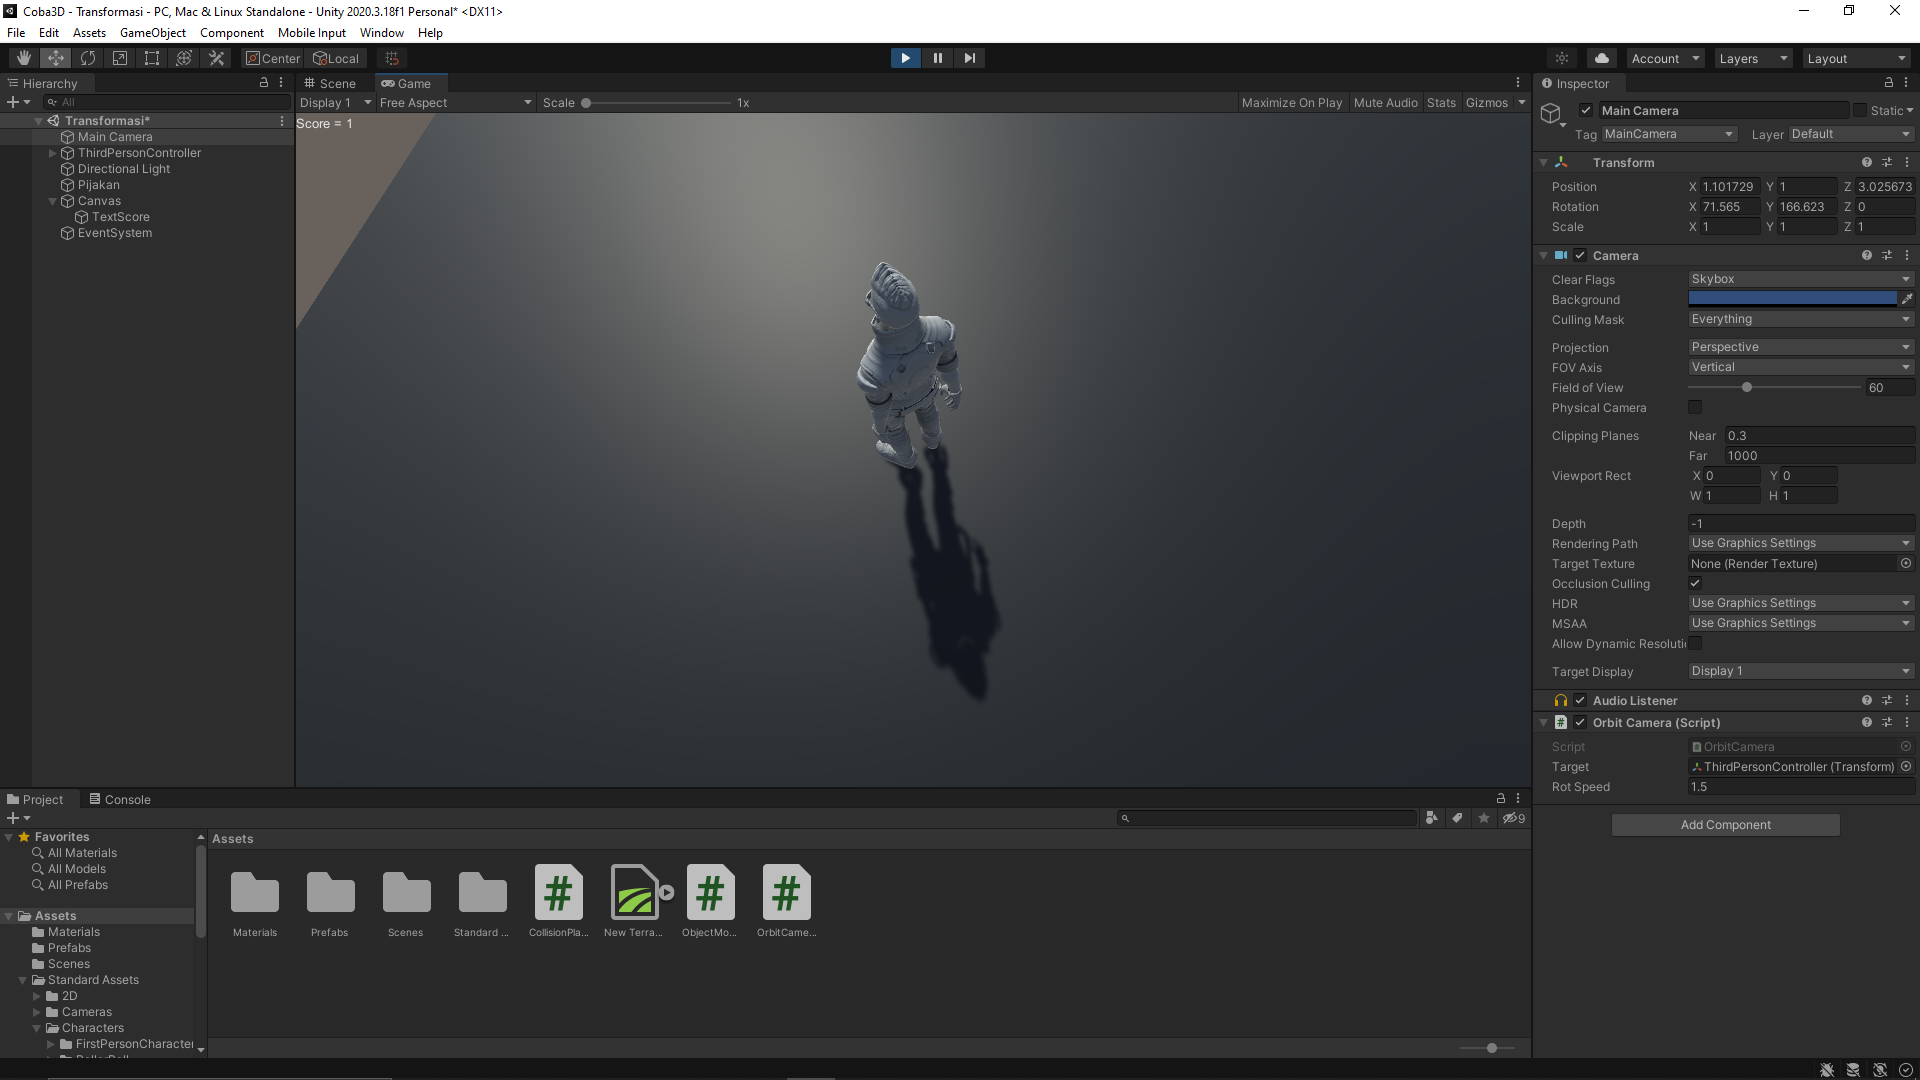 Coba3D - Transformasi - PC, Mac & Linux Standalone - Unity 2020.3.18f1 Personal* <DX11>
File Edit Assets GameObject Component Mobile Input Window Help
Center Local Account Layers Layout
Hierarchy
All
Transformasi*
Main Camera
ThirdPersonController
Directional Light
Pijakan
Canvas
TextScore
EventSystem
Scene Game
Display 1 Free Aspect Scale 1x Maximize On Play Mute Audio Stats Gizmos
Score = 1
Inspector
Main Camera Static
Tag MainCamera Layer Default
Transform
Position X 1.101729 Y 1 Z 3.025673
Rotation X 71.565 Y 166.623 Z 0
Scale X 1 Y 1 Z 1
Camera
Clear Flags Skybox
Background
Culling Mask Everything
Projection Perspective
FOV Axis Vertical
Field of View 60
Physical Camera
Clipping Planes Near 0.3
Far 1000
Viewport Rect X 0 Y 0
W 1 H 1
Depth -1
Rendering Path Use Graphics Settings
Target Texture None (Render Texture)
Occlusion Culling
HDR Use Graphics Settings
MSAA Use Graphics Settings
Allow Dynamic Resoluti
Target Display Display 1
Audio Listener
Orbit Camera (Script)
Script OrbitCamera
Target ThirdPersonController (Transform)
Rot Speed 1.5
Add Component
Project Console
9
Favorites
All Materials
All Models
All Prefabs
Assets
Materials
Prefabs
Scenes
Standard Assets
2D
Cameras
Characters
FirstPersonCharacter
Assets
Materials Prefabs Scenes Standard ... CollisionPla... New Terra... ObjectMo... OrbitCame...